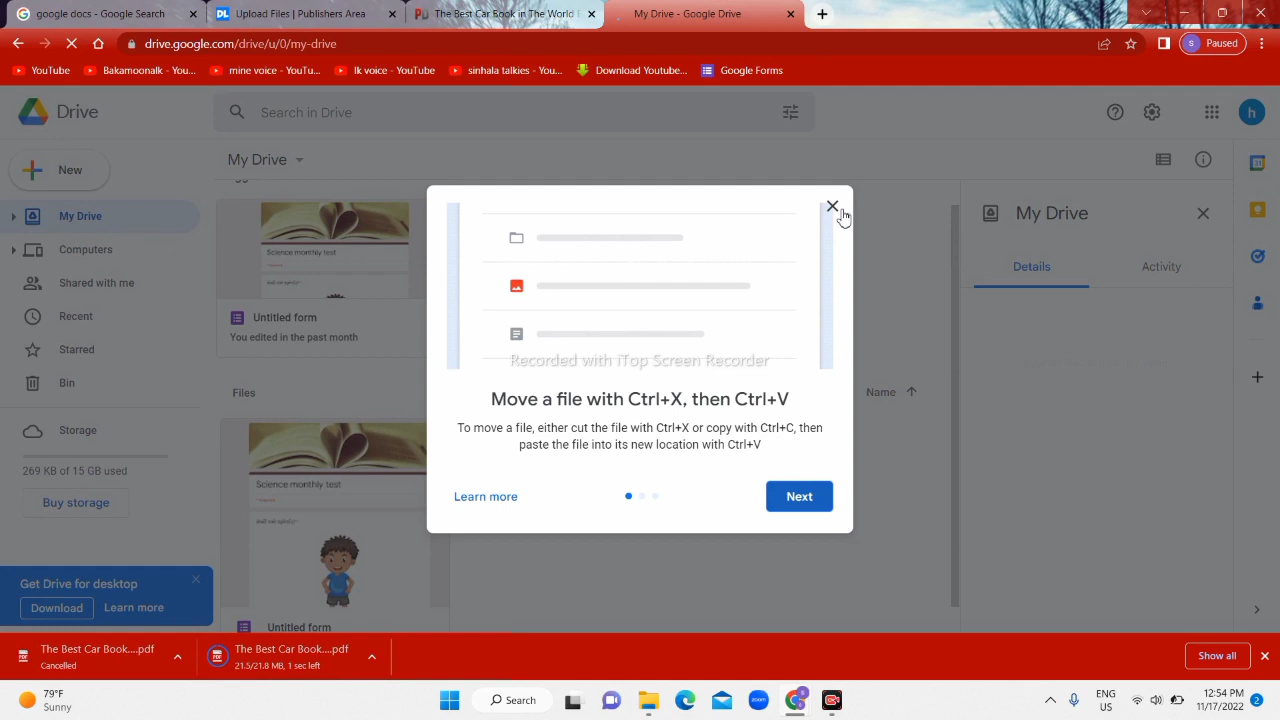 google docs - Google Search
Upload Files | Publishers Area
The Best Car Book in The World E
My Drive - Google Drive
drive.google.com/drive/u/0/my-drive
S Paused
YouTube
Bakamoonalk - You...
mine voice - YouTu...
lk voice - YouTube
sinhala talkies - You...
Download Youtube...
Google Forms
Drive
Search in Drive
h
New
My Drive
My Drive
Computers
Shared with me
Recent
Starred
Bin
Storage
269 KB of 15 GB used
Buy storage
Get Drive for desktop
Download
Learn more
Science monthly test
Untitled form
You edited in the past month
Files
Name
Science monthly test
Untitled form
Recorded with iTop Screen Recorder
Move a file with Ctrl+X, then Ctrl+V
To move a file, either cut the file with Ctrl+X or copy with Ctrl+C, then
paste the file into its new location with Ctrl+V
Learn more
Next
My Drive
Details
Activity
The Best Car Book....pdf
Cancelled
The Best Car Book....pdf
21.5/21.8 MB, 1 sec left
Show all
79°F
Sunny
Search
zoom
ENG
US
12:54 PM
11/17/2022
2